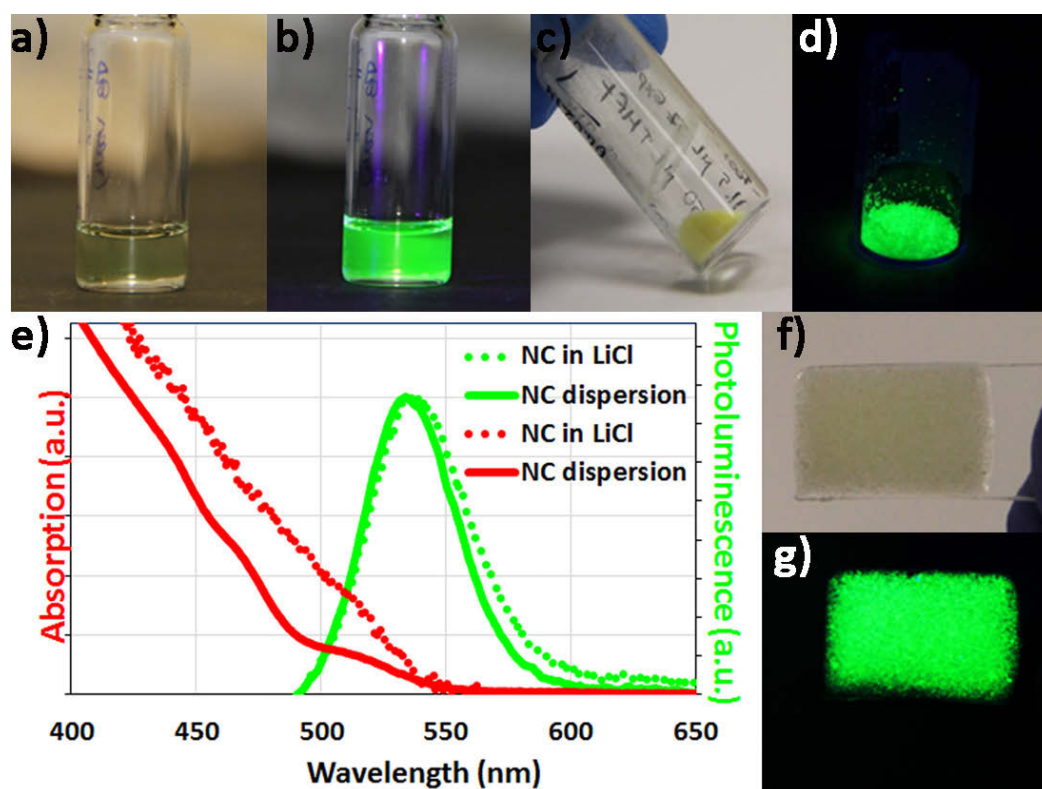 a)
b)
c)
d)
e)
NC in LiCl
NC dispersion
NC in LiCl
NC dispersion
Absorption (a.u.)
Photoluminescence (a.u.)
400 450 500 550 600 650
Wavelength (nm)
f)
g)